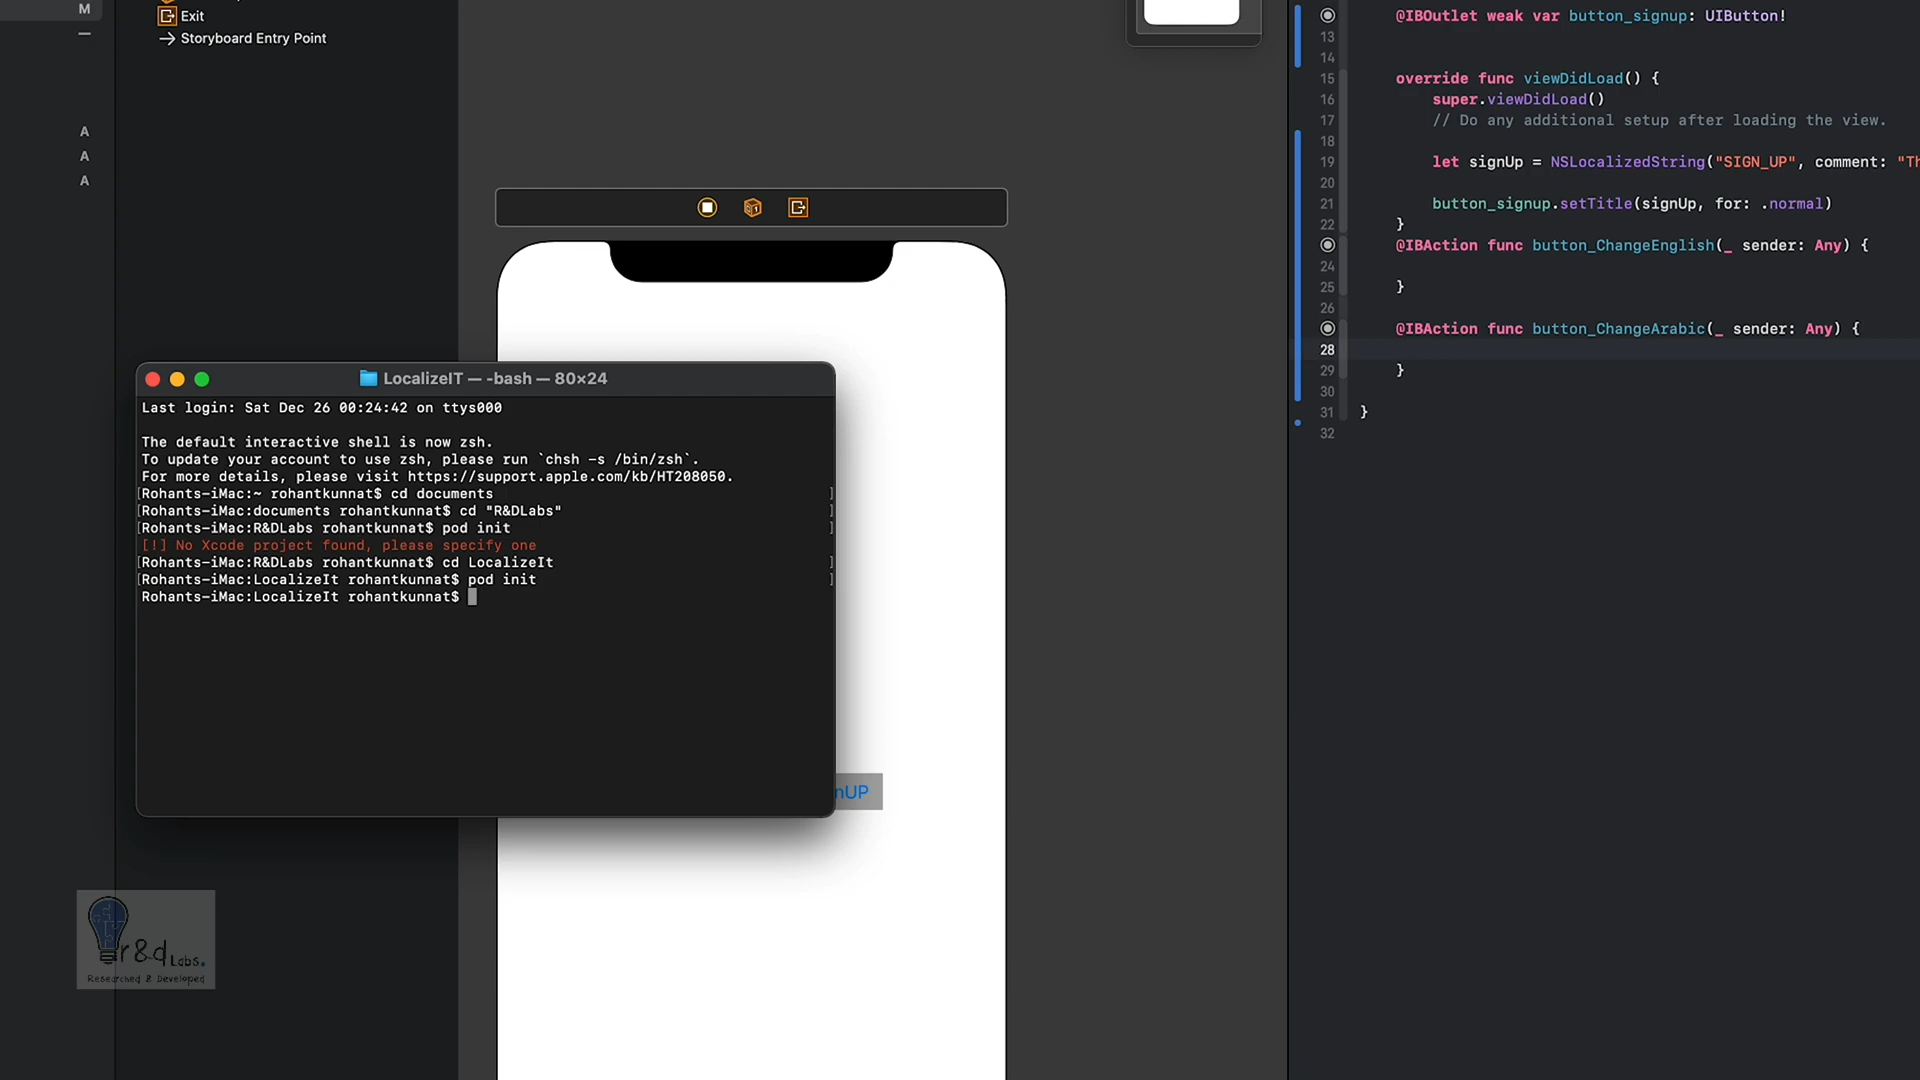 M
Exit
Storyboard Entry Point
A
A
A
LocalizeIT — -bash — 80×24
Last login: Sat Dec 26 00:24:42 on ttys000
The default interactive shell is now zsh.
To update your account to use zsh, please run `chsh -s /bin/zsh`.
For more details, please visit https://support.apple.com/kb/HT208050.
[Rohants-iMac:~ rohantkunnat$ cd documents ]
[Rohants-iMac:documents rohantkunnat$ cd "R&DLabs" ]
[Rohants-iMac:R&DLabs rohantkunnat$ pod init ]
[!] No Xcode project found, please specify one
[Rohants-iMac:R&DLabs rohantkunnat$ cd LocalizeIt ]
[Rohants-iMac:LocalizeIt rohantkunnat$ pod init ]
Rohants-iMac:LocalizeIt rohantkunnat$
nUP
r&d Labs.
Researched & Developed
@IBOutlet weak var button_signup: UIButton!
13
14
15 override func viewDidLoad() {
16 super.viewDidLoad()
17 // Do any additional setup after loading the view.
18
19 let signUp = NSLocalizedString("SIGN_UP", comment: "Th
20
21 button_signup.setTitle(signUp, for: .normal)
22 }
@IBAction func button_ChangeEnglish(_ sender: Any) {
24
25 }
26
@IBAction func button_ChangeArabic(_ sender: Any) {
28
29 }
30
31 }
32